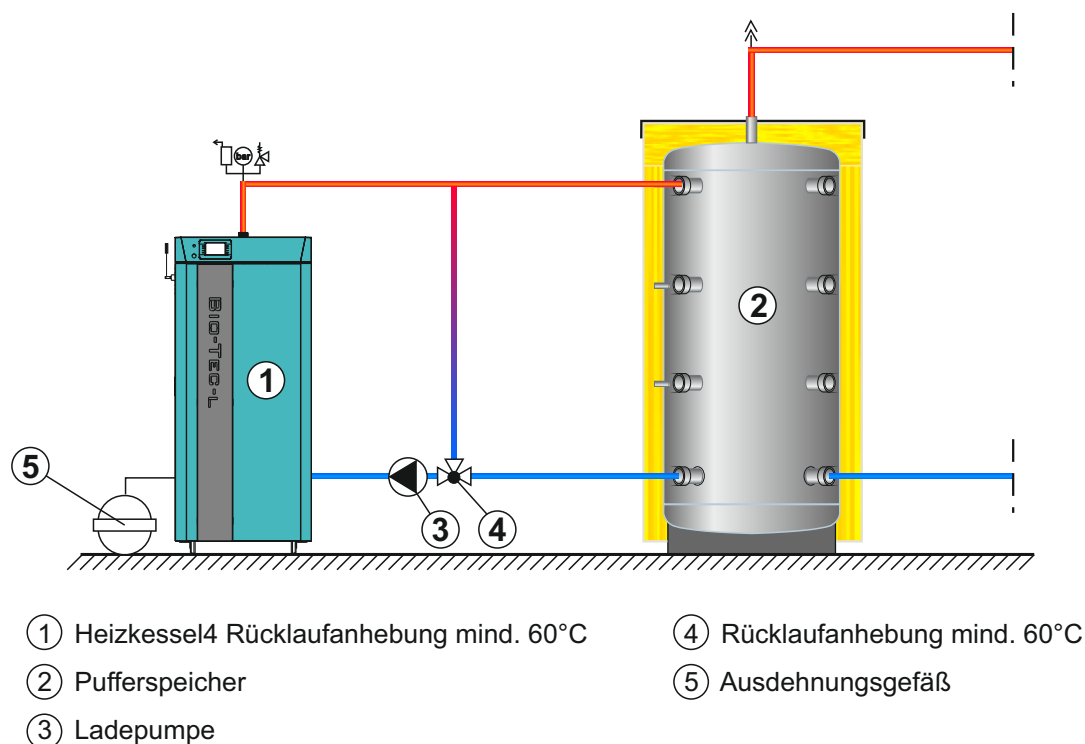 bar
BIO-TEC-L
1
2
3
4
5
1 Heizkessel4 Rücklaufanhebung mind. 60°C
2 Pufferspeicher
3 Ladepumpe
4 Rücklaufanhebung mind. 60°C
5 Ausdehnungsgefäß